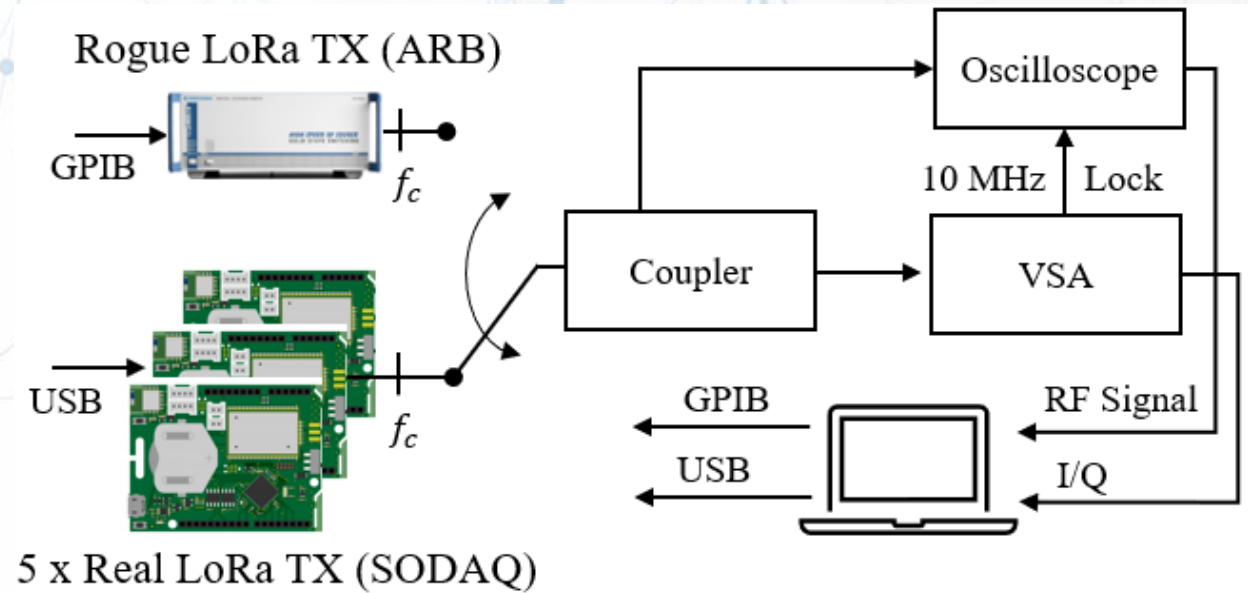 Rogue LoRa TX (ARB)
GPIB
f_c
Oscilloscope
10 MHz Lock
Coupler
VSA
USB
f_c
GPIB
USB
RF Signal
I/Q
5 x Real LoRa TX (SODAQ)